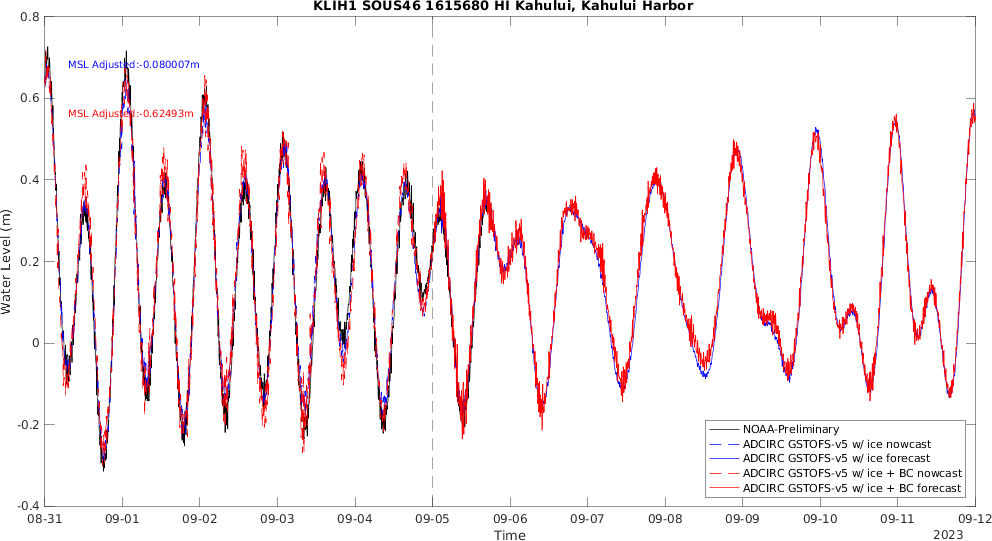 KLIH1 SOUS46 1615680 HI Kahului, Kahului Harbor
0.8
0.6
0.4
0.2
0
-0.2
-0.4
Water Level (m)
MSL Adjusted:-0.080007m
MSL Adjusted:-0.62493m
NOAA-Preliminary
ADCIRC GSTOFS-v5 w/ ice nowcast
ADCIRC GSTOFS-v5 w/ ice forecast
ADCIRC GSTOFS-v5 w/ ice + BC nowcast
ADCIRC GSTOFS-v5 w/ ice + BC forecast
08-31 09-01 09-02 09-03 09-04 09-05 09-06 09-07 09-08 09-09 09-10 09-11 09-12
Time
2023